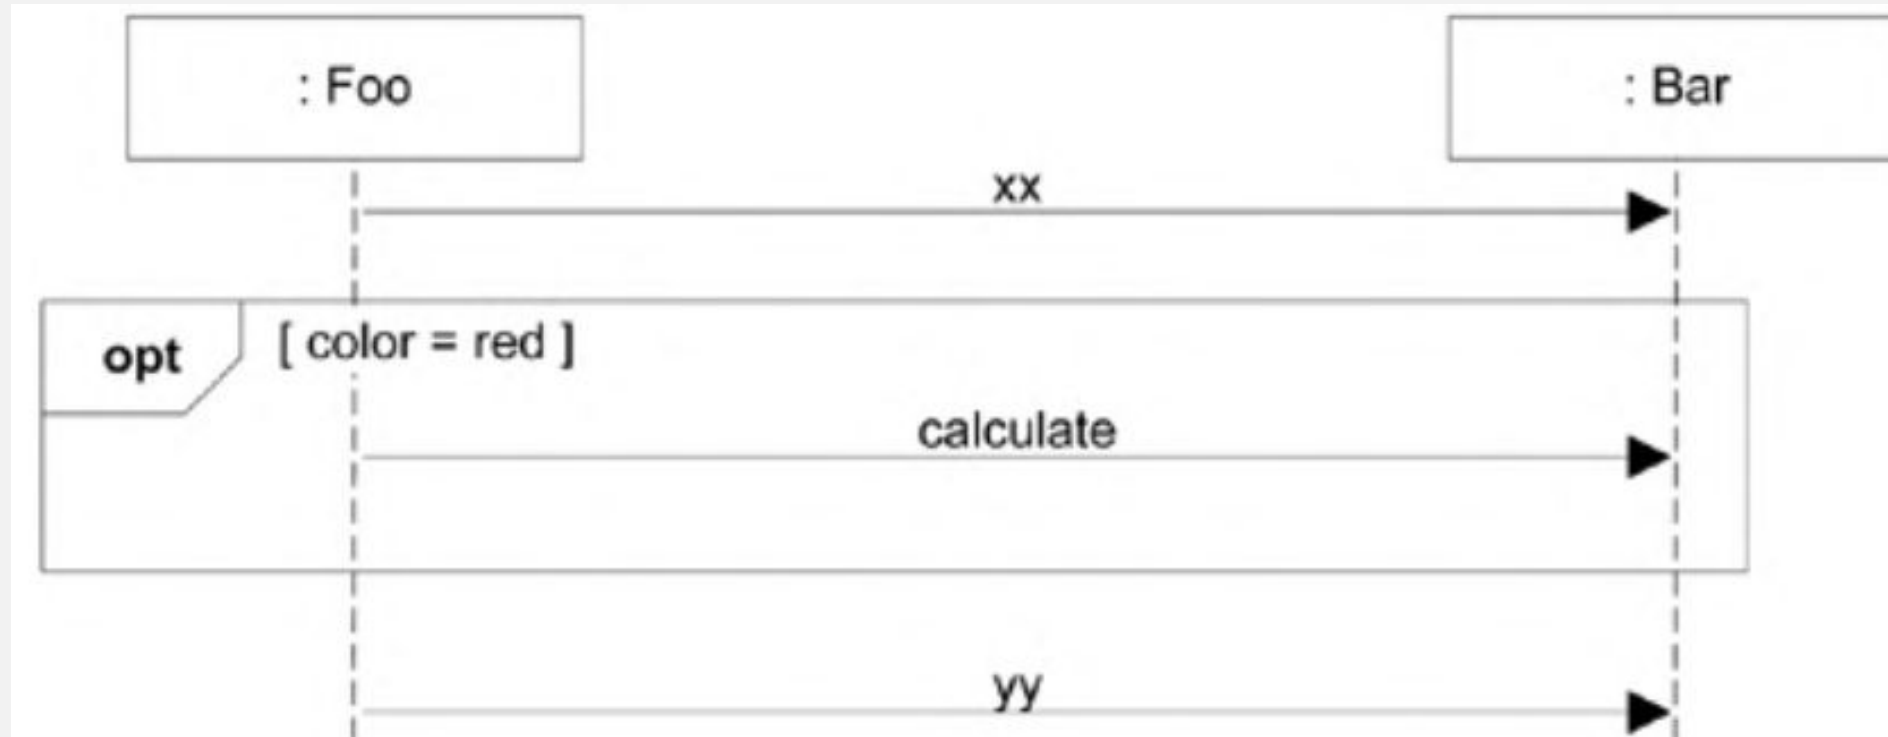 : Foo
: Bar
xx
opt
[ color = red ]
calculate
yy